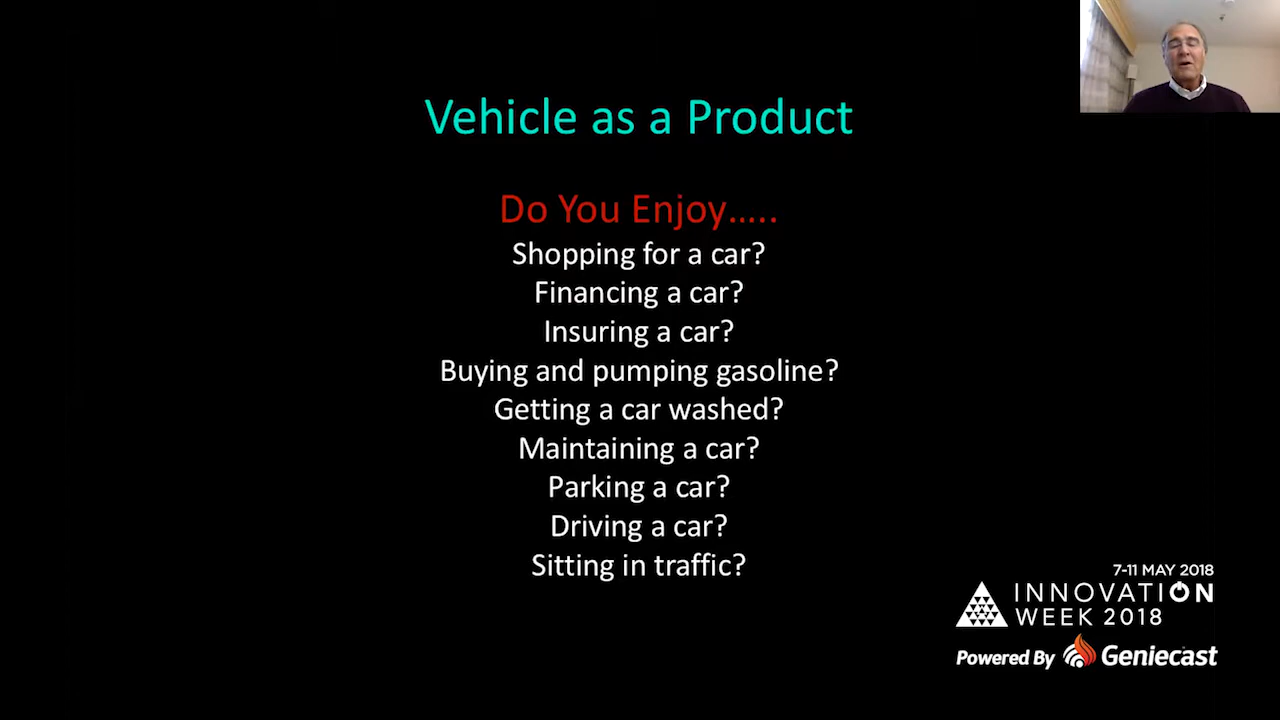 Vehicle as a Product
Do You Enjoy.....
Shopping for a car?
Financing a car?
Insuring a car?
Buying and pumping gasoline?
Getting a car washed?
Maintaining a car?
Parking a car?
Driving a car?
Sitting in traffic?
7-11 MAY 2018
INNOVATION
WEEK 2018
Powered By Geniecast